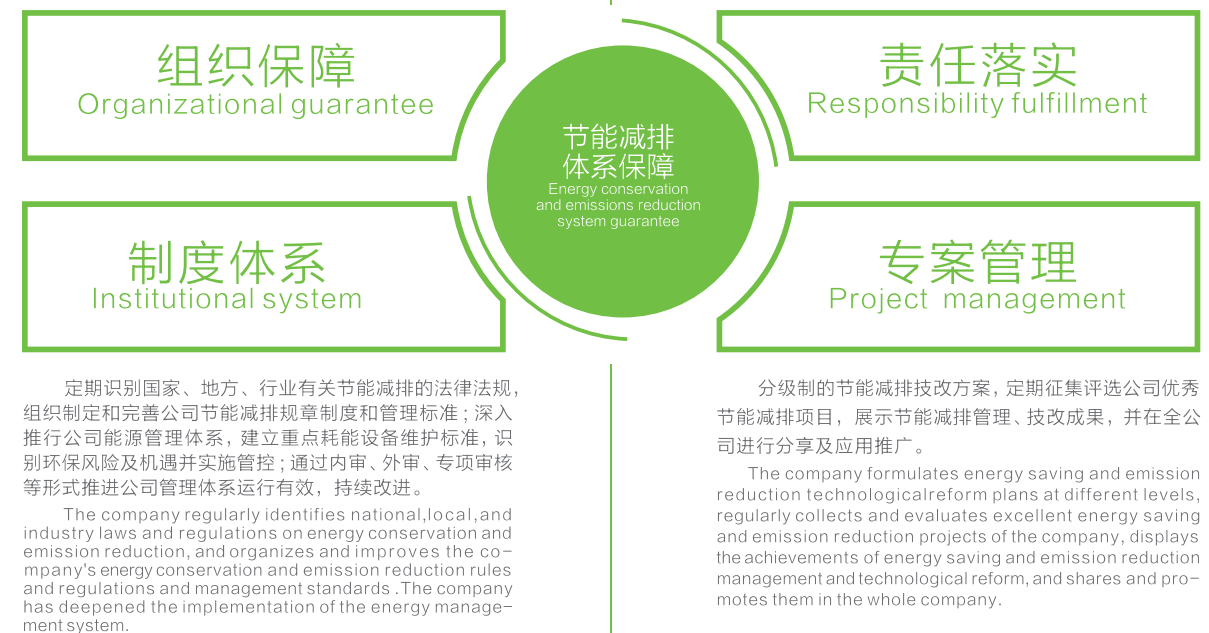 组织保障
Organizational guarantee
责任落实
Responsibility fulfillment
节能减排
体系保障
Energy conservation
and emissions reduction
system guarantee
制度体系
Institutional system
专案管理
Project management
定期识别国家、地方、行业有关节能减排的法律法规，
组织制定和完善公司节能减排规章制度和管理标准；深入
推行公司能源管理体系，建立重点耗能设备维护标准，识
别环保风险及机遇并实施管控；通过内审、外审、专项审核
等形式推进公司管理体系运行有效，持续改进。
The company regularly identifies national,local,and
industry laws and regulations on energy conservation and
emission reduction, and organizes and improves the co-
mpany's energy conservation and emission reduction rules
and regulations and management standards .The company
has deepened the implementation of the energy manage-
ment system.
分级制的节能减排技改方案，定期征集评选公司优秀
节能减排项目，展示节能减排管理、技改成果，并在全公
司进行分享及应用推广。
The company formulates energy saving and emission
reduction technologicalreform plans at different levels,
regularly collects and evaluates excellent energy saving
and emission reduction projects of the company, displays
the achievements of energy saving and emission reduction
management and technological reform, and shares and pro-
motes them in the whole company.